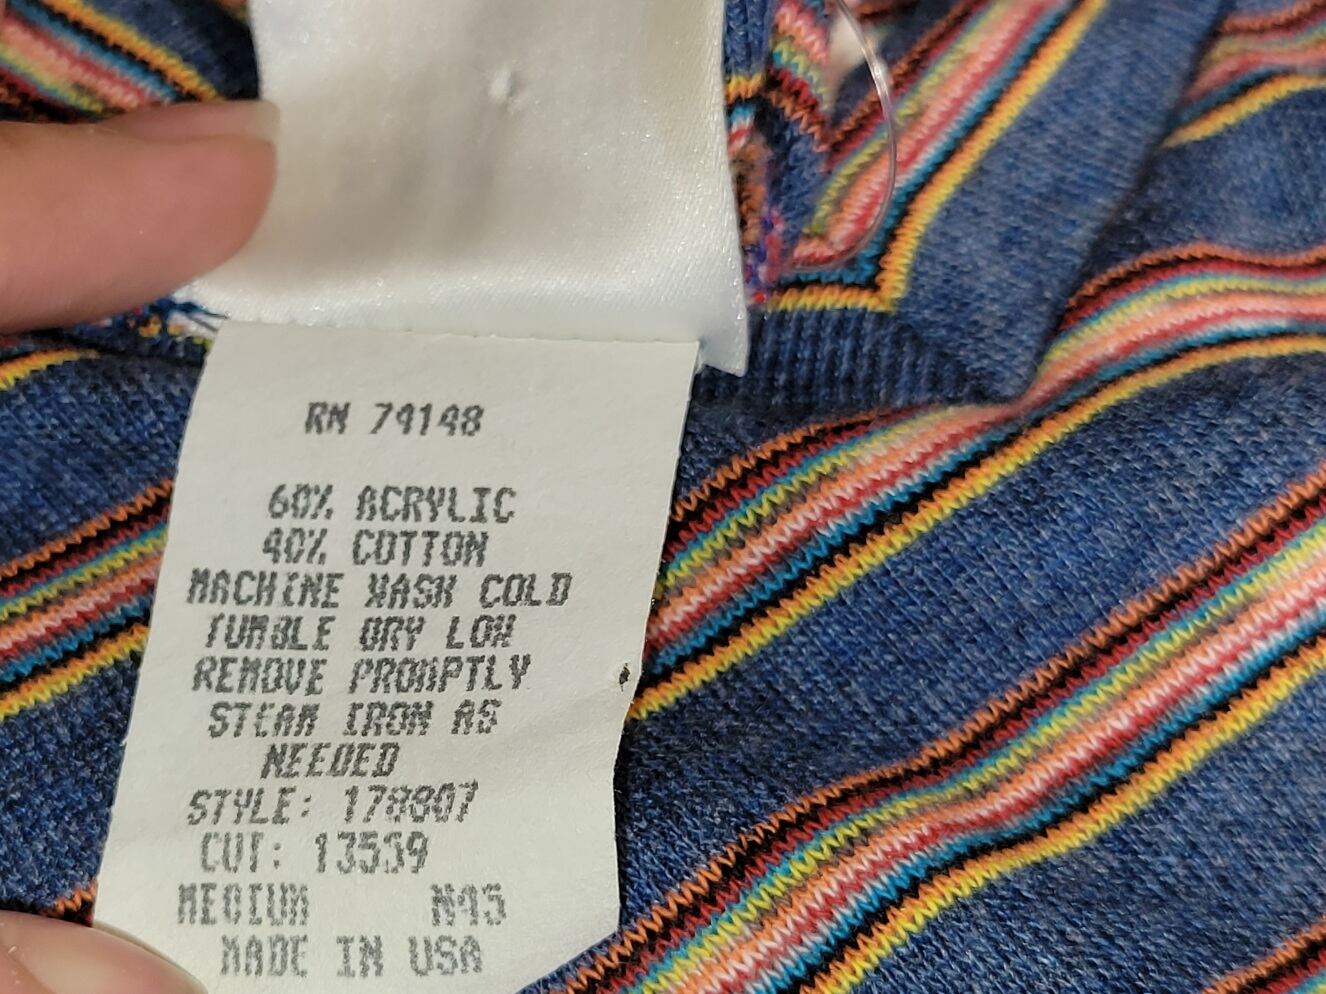 RN 74148
60% ACRYLIC
40% COTTON
MACHINE WASH COLD
TUMBLE DRY LOW
REMOVE PROMPTLY
STEAM IRON AS
NEEDED
STYLE: 178807
CUT: 13539
MEDIUM N45
MADE IN USA